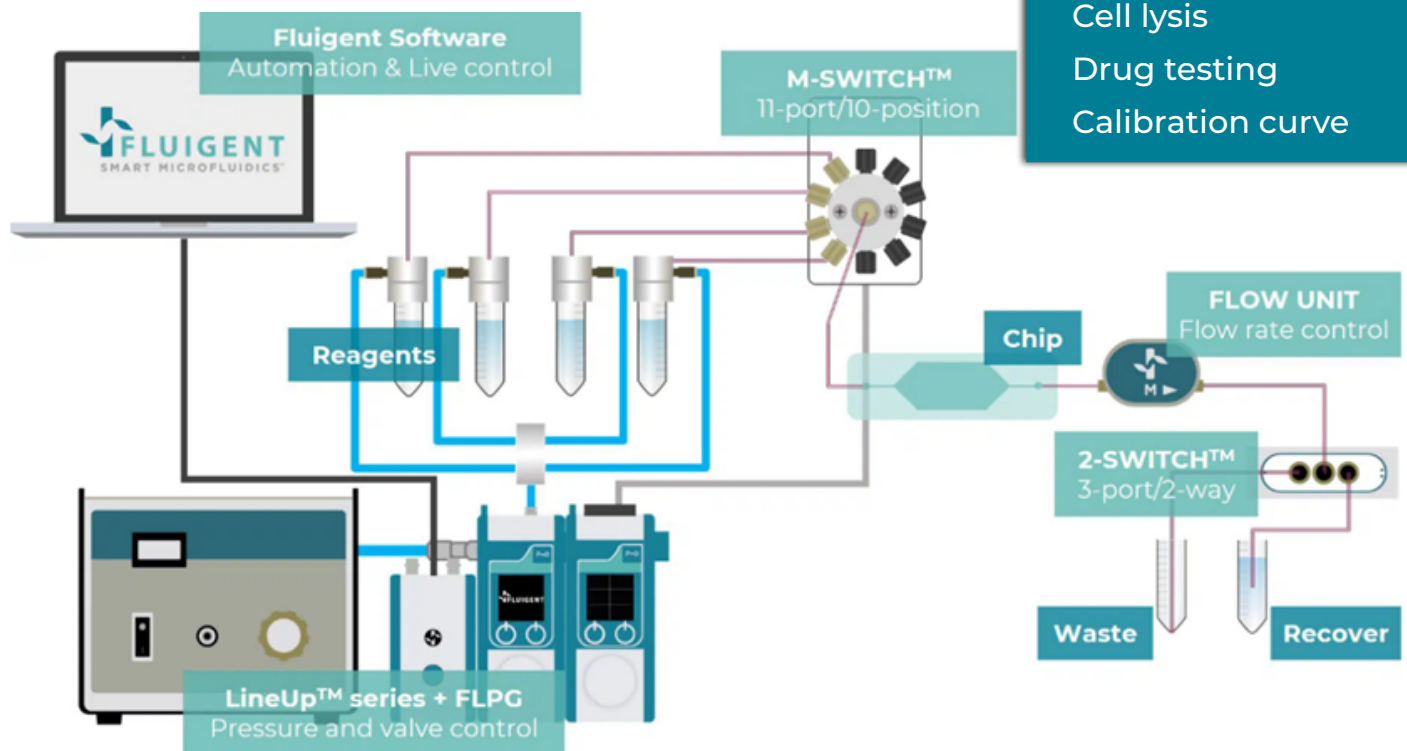 Fluigent Software
Automation & Live control
FLUIGENT
SMART MICROFLUIDICS
M-SWITCH™
11-port/10-position
Cell lysis
Drug testing
Calibration curve
Reagents
Chip
FLOW UNIT
Flow rate control
M
2-SWITCH™
3-port/2-way
Waste
Recover
FLUIGENT
LineUp™ series + FLPG
Pressure and valve control